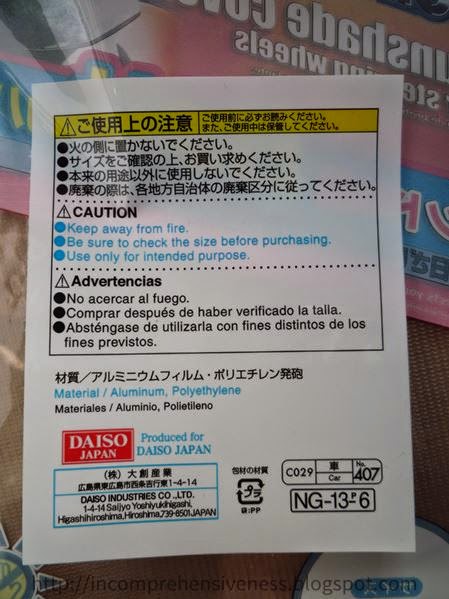 ⚠ご使用上の注意
ご使用前に必ずお読みください。
また、ご使用中は保管してください。
●火の側に置かないでください。
●サイズをご確認の上、お買い求めください。
●本来の用途以外に使用しないでください。
●廃棄の際は、各地方自治体の廃棄区分に従ってください。
⚠CAUTION
●Keep away from fire.
●Be sure to check the size before purchasing.
●Use only for intended purpose.
⚠Advertencias
●No acercar al fuego.
●Comprar después de haber verificado la talla.
●Absténgase de utilizarla con fines distintos de los
fines previstos.
材質／アルミニウムフィルム・ポリエチレン発砲
Material / Aluminum, Polyethylene
Materiales / Aluminio, Polietileno
DAISO
JAPAN
Produced for
DAISO JAPAN
(株)大創産業
広島県東広島市西条吉行東1-4-14
DAISO INDUSTRIES CO.,LTD.
1-4-14 Saijyo Yoshiyukihigashi,
Higashihiroshima,Hiroshima,739-8501JAPAN
包材の材質
プラ
袋:PP
C029
車
Car
No.
407
NG-13-6
unshade Cove
steering wheels
http://incomprehensiveness.blogspot.com